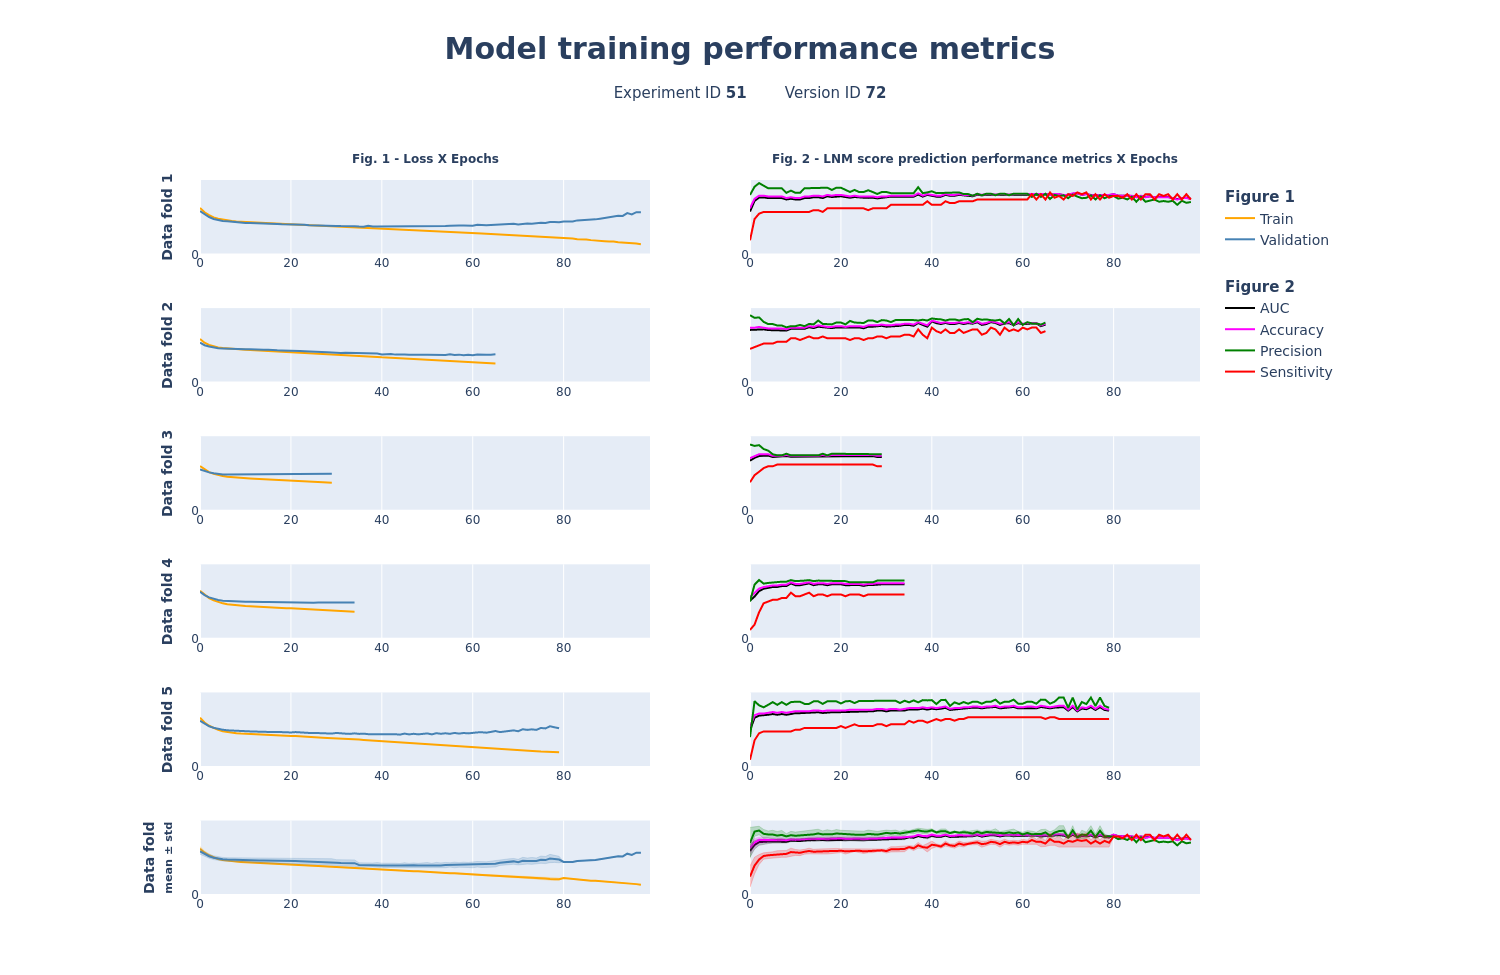 Model training performance metrics
Experiment ID 51 Version ID 72
Fig. 1 - Loss X Epochs
Fig. 2 - LNM score prediction performance metrics X Epochs
Data fold 1
0
0 20 40 60 80
0
0 20 40 60 80
Figure 1
Train
Validation
Figure 2
AUC
Accuracy
Precision
Sensitivity
Data fold 2
0
0 20 40 60 80
0
0 20 40 60 80
Data fold 3
0
0 20 40 60 80
0
0 20 40 60 80
Data fold 4
0
0 20 40 60 80
0
0 20 40 60 80
Data fold 5
0
0 20 40 60 80
0
0 20 40 60 80
Data fold
mean ± std
0
0 20 40 60 80
0
0 20 40 60 80